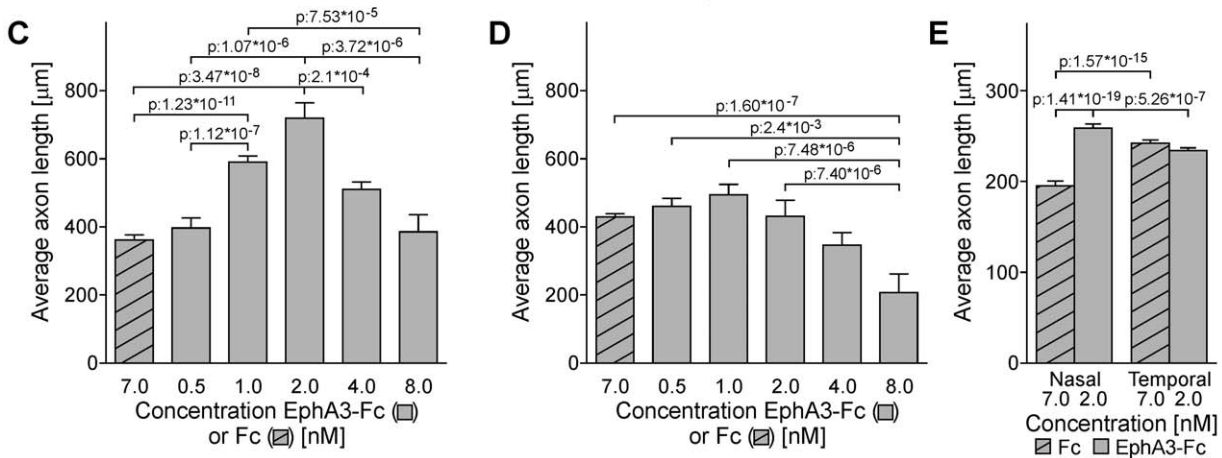 C
Average axon length [µm]
800
600
400
200
0
p:7.53*10-5
p:1.07*10-6
p:3.72*10-6
p:3.47*10-8
p:2.1*10-4
p:1.23*10-11
p:1.12*10-7
7.0 0.5 1.0 2.0 4.0 8.0
Concentration EphA3-Fc ( )
or Fc ( ) [nM]
D
Average axon length [µm]
800
600
400
200
0
p:1.60*10-7
p:2.4*10-3
p:7.48*10-6
p:7.40*10-6
7.0 0.5 1.0 2.0 4.0 8.0
Concentration EphA3-Fc ( )
or Fc ( ) [nM]
E
Average axon length [µm]
300
200
100
0
p:1.57*10-15
p:1.41*10-19
p:5.26*10-7
Nasal Temporal
7.0 2.0 7.0 2.0
Concentration [nM]
Fc EphA3-Fc